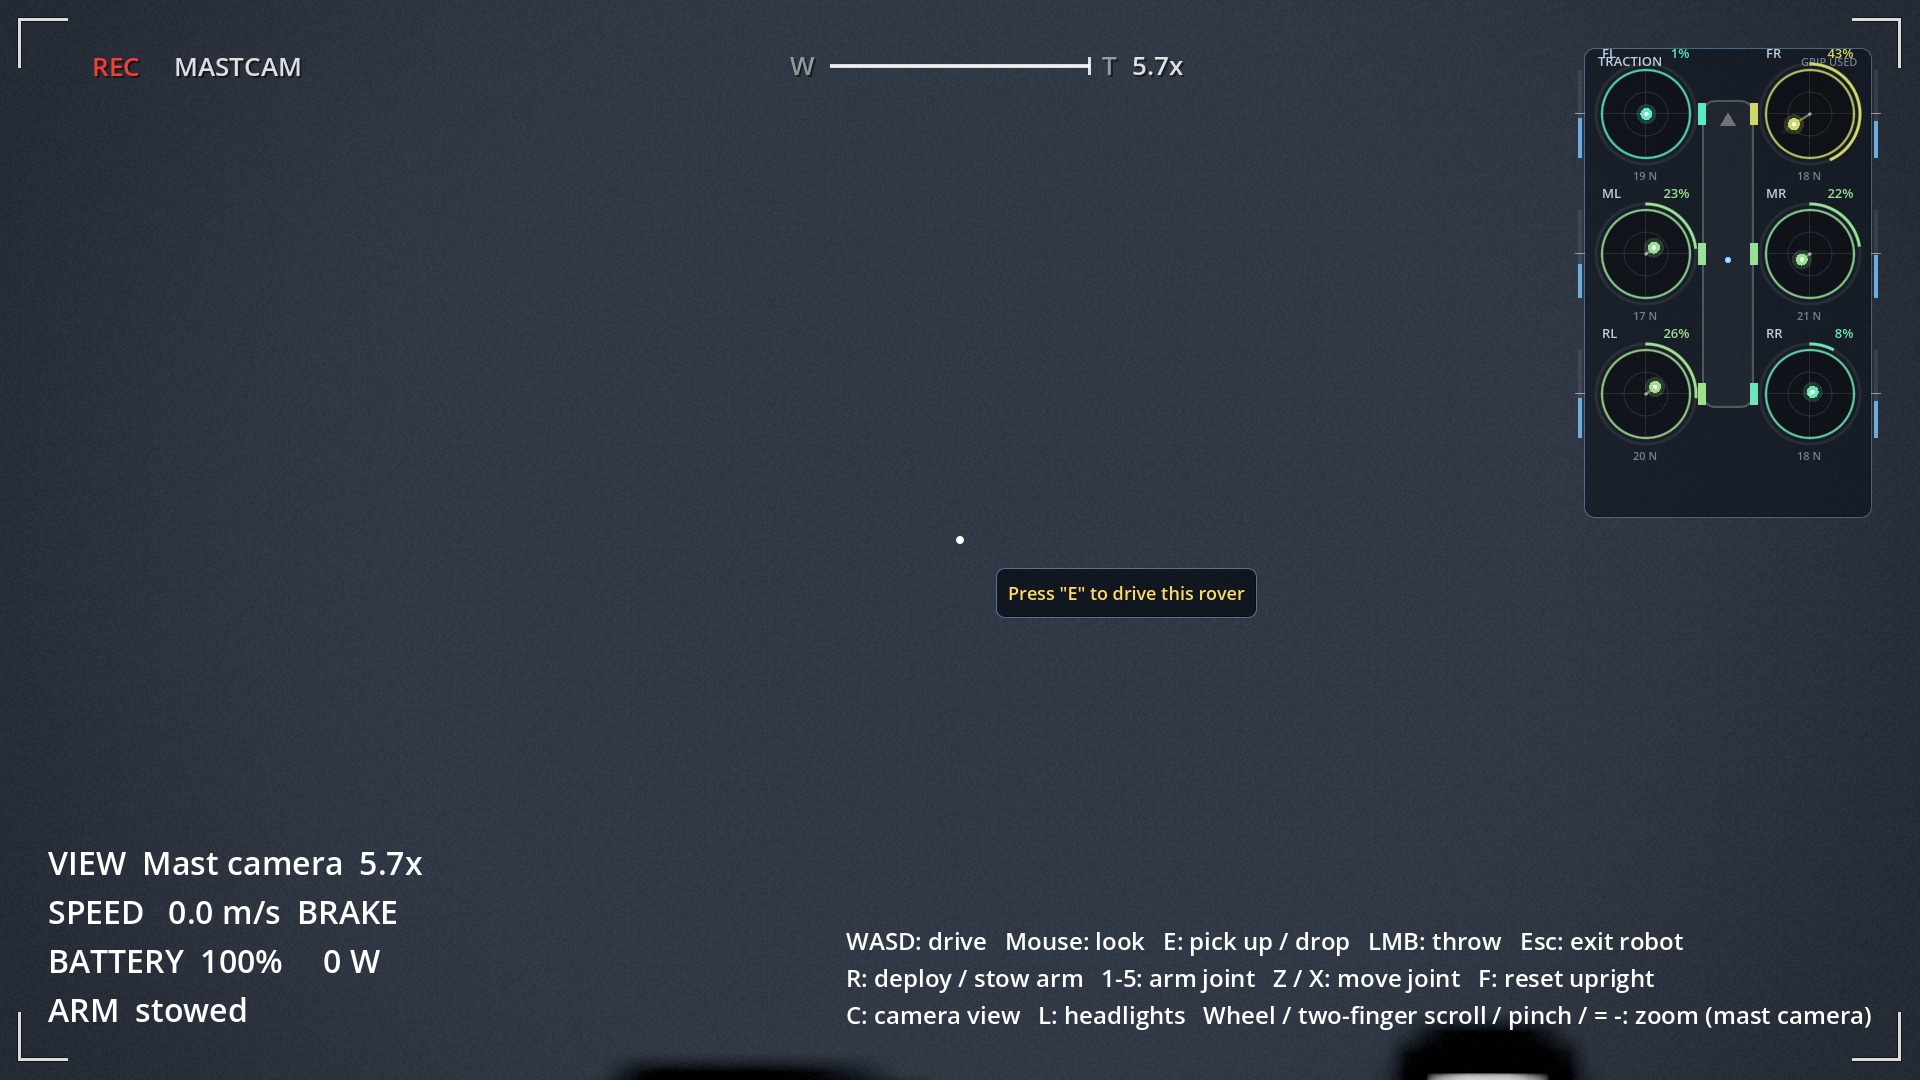 REC MASTCAM
W T 5.7x
TRACTION GRIP USED
FL 1% FR 43%
19 N 18 N
ML 23% MR 22%
17 N 21 N
RL 26% RR 8%
20 N 18 N
Press "E" to drive this rover
VIEW Mast camera 5.7x
SPEED 0.0 m/s BRAKE
BATTERY 100% 0 W
ARM stowed
WASD: drive Mouse: look E: pick up / drop LMB: throw Esc: exit robot
R: deploy / stow arm 1-5: arm joint Z / X: move joint F: reset upright
C: camera view L: headlights Wheel / two-finger scroll / pinch / = -: zoom (mast camera)